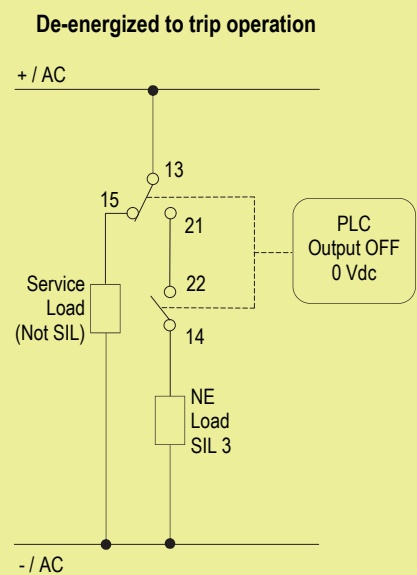 De-energized to trip operation
+ / AC
13
15
21
PLC
Output OFF
0 Vdc
22
Service
Load
(Not SIL)
14
NE
Load
SIL 3
- / AC